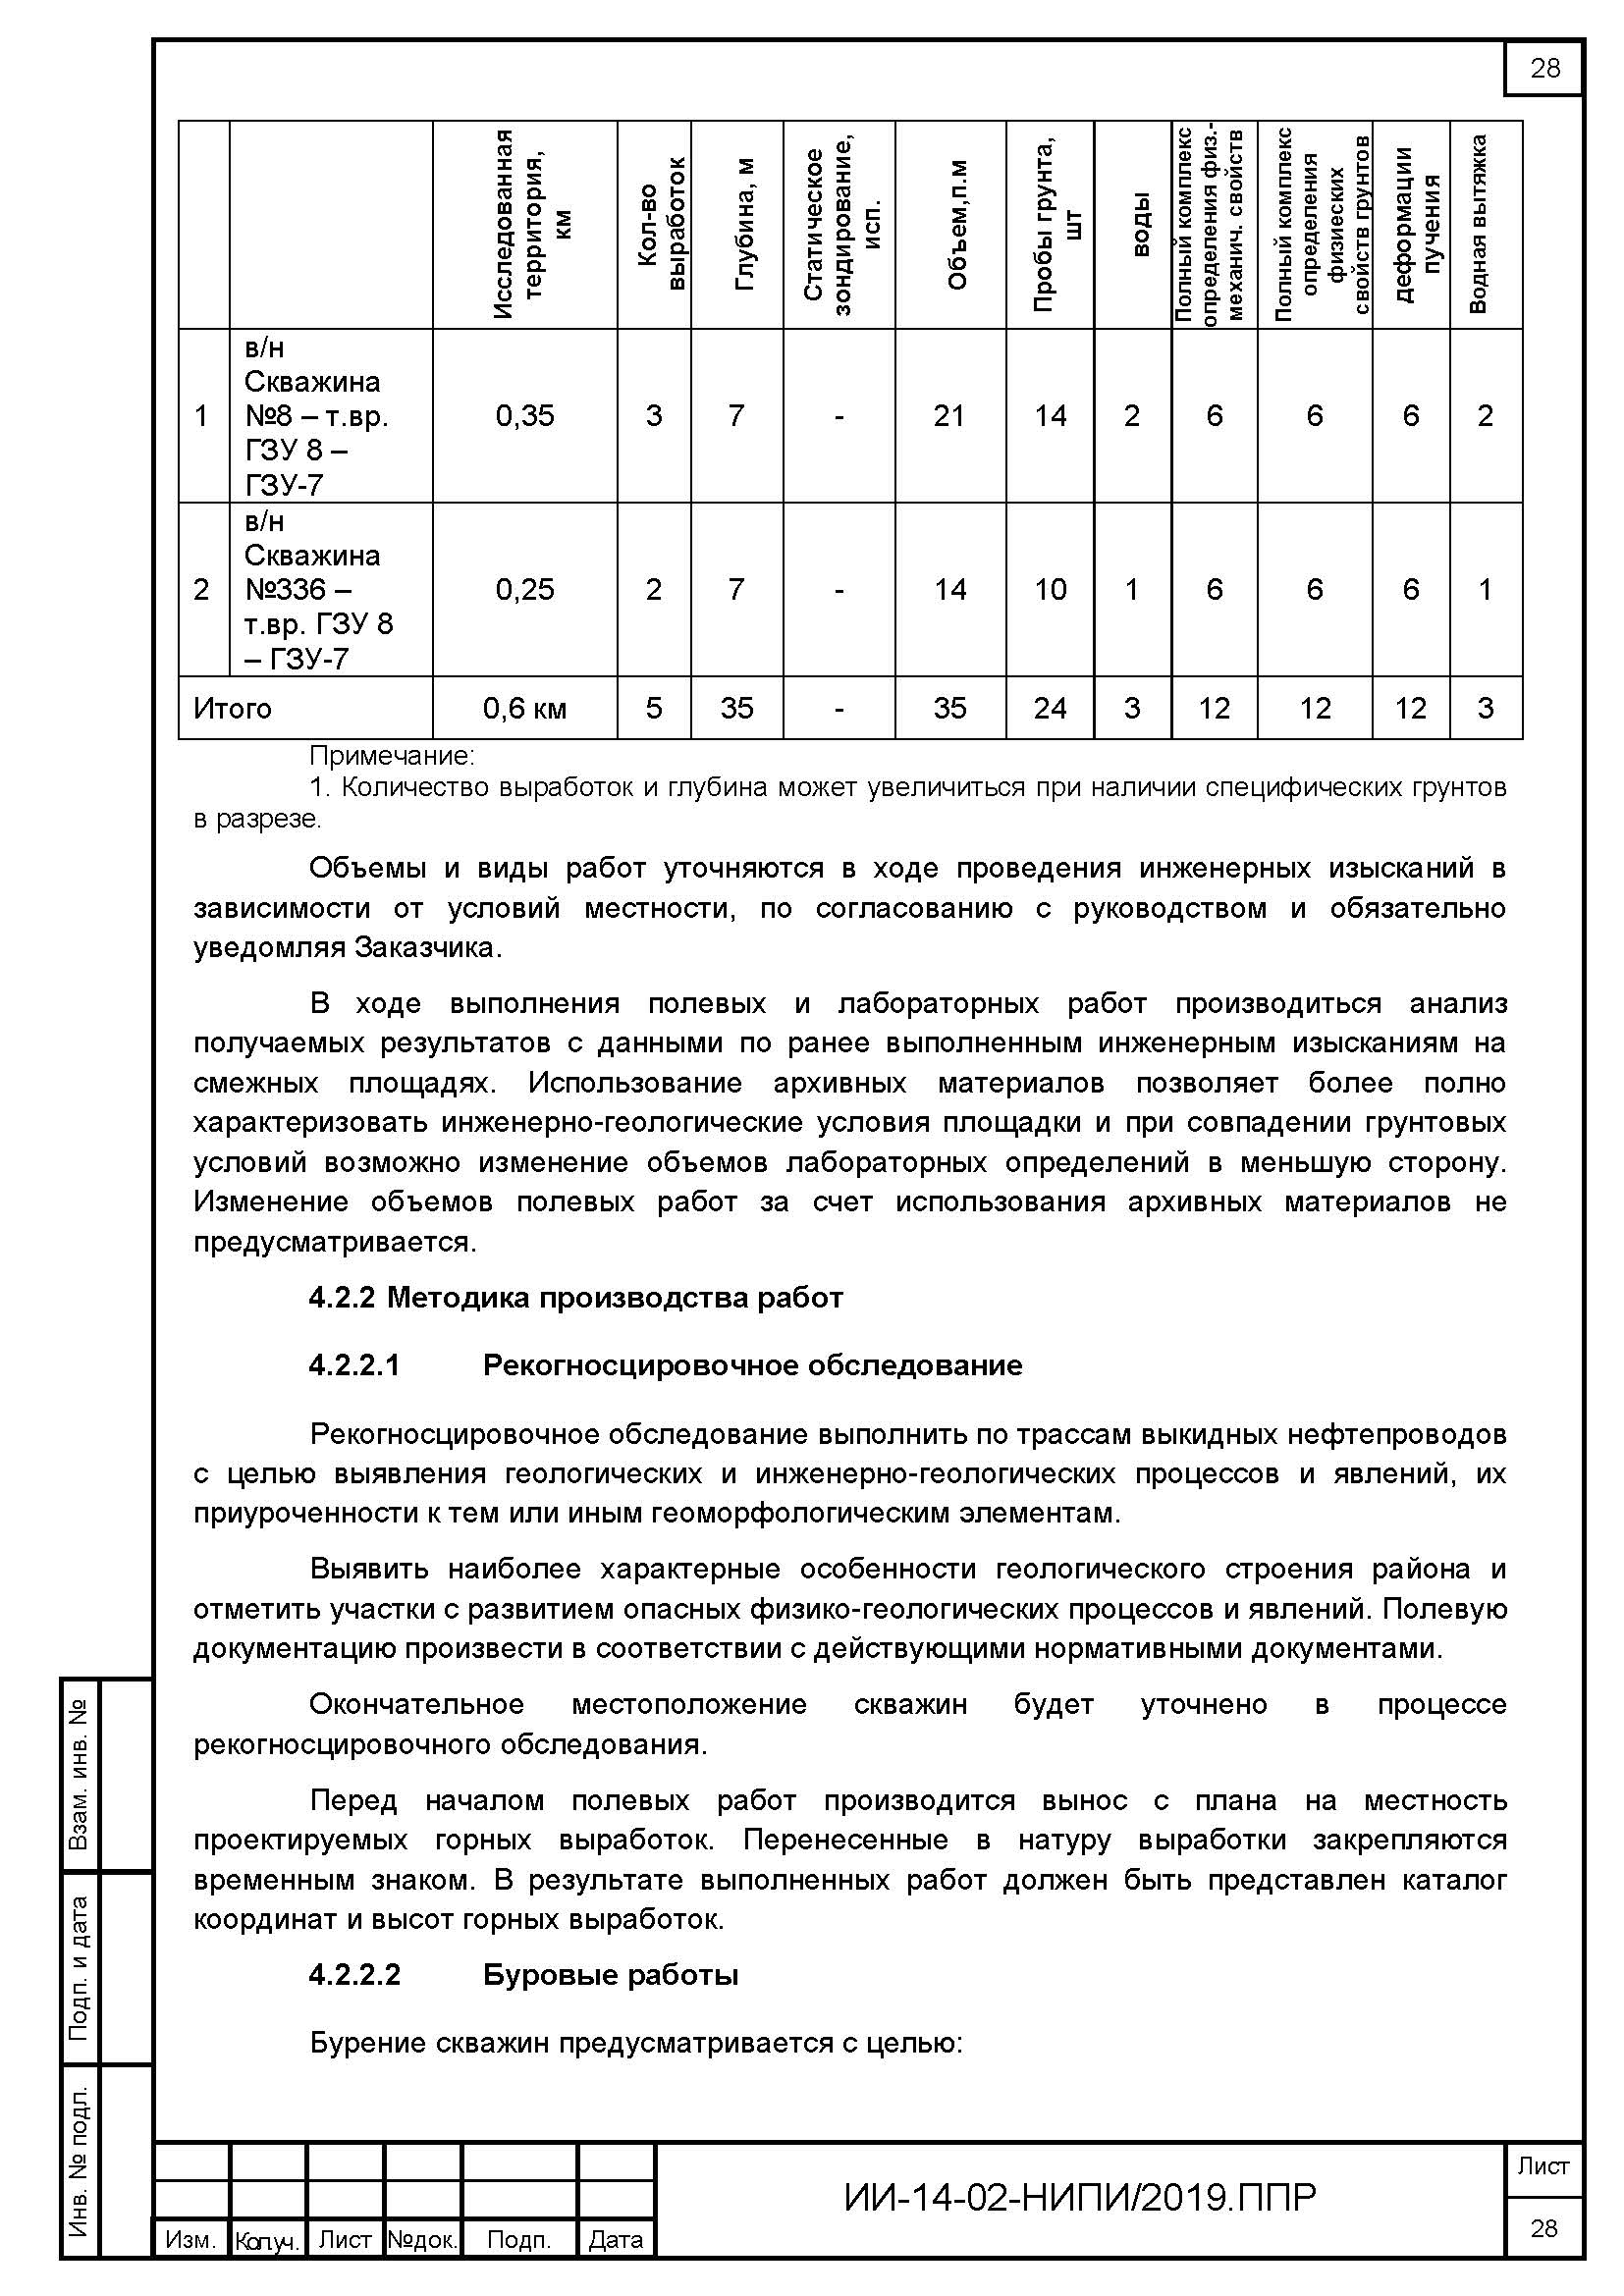 28
Исследованная
территория,
км
Кол-во
выработок
Глубина, м
Статическое
зондирование,
исп.
Объем,п.м
Пробы грунта,
шт
воды
Полный комплекс
определения физ.-
механич. свойств
Полный комплекс
определения
физиеских
свойств грунтов
деформации
пучения
Водная вытяжка
в/н
Скважина
1 №8 – т.вр. 0,35 3 7 - 21 14 2 6 6 6 2
ГЗУ 8 –
ГЗУ-7
в/н
Скважина
2 №336 – 0,25 2 7 - 14 10 1 6 6 6 1
т.вр. ГЗУ 8
– ГЗУ-7
Итого 0,6 км 5 35 - 35 24 3 12 12 12 3
Примечание:
1. Количество выработок и глубина может увеличиться при наличии специфических грунтов
в разрезе.
Объемы и виды работ уточняются в ходе проведения инженерных изысканий в
зависимости от условий местности, по согласованию с руководством и обязательно
уведомляя Заказчика.
В ходе выполнения полевых и лабораторных работ производиться анализ
получаемых результатов с данными по ранее выполненным инженерным изысканиям на
смежных площадях. Использование архивных материалов позволяет более полно
характеризовать инженерно-геологические условия площадки и при совпадении грунтовых
условий возможно изменение объемов лабораторных определений в меньшую сторону.
Изменение объемов полевых работ за счет использования архивных материалов не
предусматривается.
4.2.2 Методика производства работ
4.2.2.1 Рекогносцировочное обследование
Рекогносцировочное обследование выполнить по трассам выкидных нефтепроводов
с целью выявления геологических и инженерно-геологических процессов и явлений, их
приуроченности к тем или иным геоморфологическим элементам.
Выявить наиболее характерные особенности геологического строения района и
отметить участки с развитием опасных физико-геологических процессов и явлений. Полевую
документацию произвести в соответствии с действующими нормативными документами.
Окончательное местоположение скважин будет уточнено в процессе
рекогносцировочного обследования.
Перед началом полевых работ производится вынос с плана на местность
проектируемых горных выработок. Перенесенные в натуру выработки закрепляются
временным знаком. В результате выполненных работ должен быть представлен каталог
координат и высот горных выработок.
4.2.2.2 Буровые работы
Бурение скважин предусматривается с целью:
Взам. инв. №
Подп. и дата
Инв. № подл.
Изм. Кол.уч. Лист №док. Подп. Дата
ИИ-14-02-НИПИ/2019.ППР
Лист
28